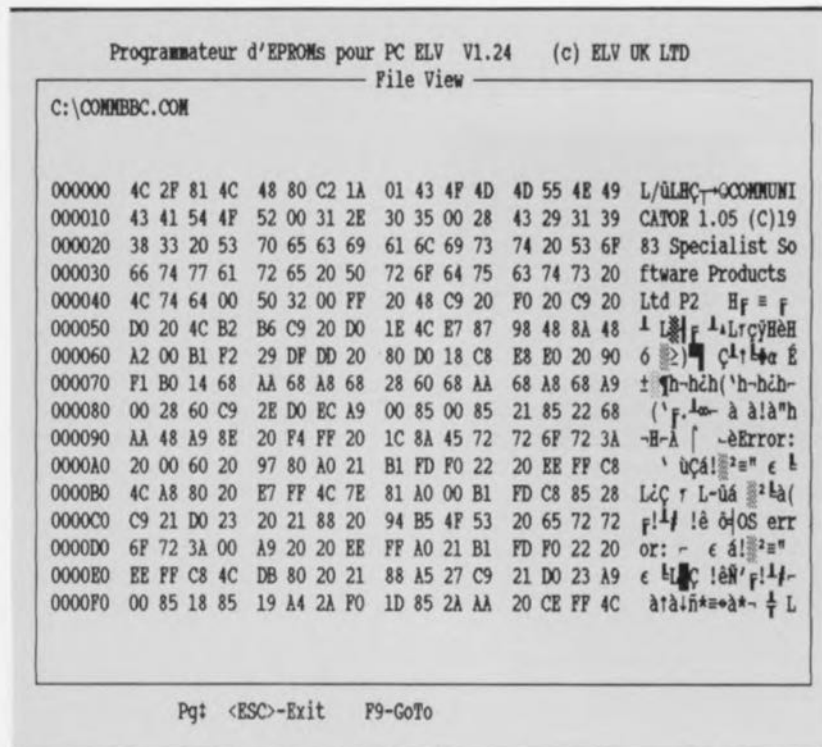 Programmateur d'EPROMs pour PC ELV V1.24 (c) ELV UK LTD
File View
C:\COMMBBC.COM
000000 4C 2F 81 4C 48 80 C2 1A 01 43 4F 4D 4D 55 4E 49 L/üLHÇ┬→☺COMMUNI
000010 43 41 54 4F 52 00 31 2E 30 35 00 28 43 29 31 39 CATOR 1.05 (C)19
000020 38 33 20 53 70 65 63 69 61 6C 69 73 74 20 53 6F 83 Specialist So
000030 66 74 77 61 72 65 20 50 72 6F 64 75 63 74 73 20 ftware Products
000040 4C 74 64 00 50 32 00 FF 20 48 C9 20 F0 20 C9 20 Ltd P2 H╔ ≡ ╔
000050 D0 20 4C B2 B6 C9 20 D0 1E 4C E7 87 98 48 8A 48
000060 A2 00 B1 F2 29 DF DD 20 80 D0 18 C8 E8 E0 20 90
000070 F1 B0 14 68 AA 68 A8 68 28 60 68 AA 68 A8 68 A9
000080 00 28 60 C9 2E D0 EC A9 00 85 00 85 21 85 22 68
000090 AA 48 A9 8E 20 F4 FF 20 1C 8A 45 72 72 6F 72 3A Error:
0000A0 20 00 60 20 97 80 A0 21 B1 FD F0 22 20 EE FF C8
0000B0 4C A8 80 20 E7 FF 4C 7E 81 A0 00 B1 FD C8 85 28
0000C0 C9 21 D0 23 20 21 88 20 94 B5 4F 53 20 65 72 72 OS err
0000D0 6F 72 3A 00 A9 20 20 EE FF A0 21 B1 FD F0 22 20 or:
0000E0 EE FF C8 4C DB 80 20 21 88 A5 27 C9 21 D0 23 A9
0000F0 00 85 18 85 19 A4 2A F0 1D 85 2A AA 20 CE FF 4C
Pg↕ <ESC>-Exit F9-GoTo